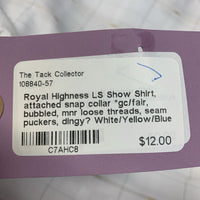 The Tack Collector
108840-57
Royal Highness LS Show Shirt,
attached snap collar *gc/fair,
bubbled, mnr loose threads, seam
puckers, dingy? White/Yellow/Blue
$12.00
C7AHC8